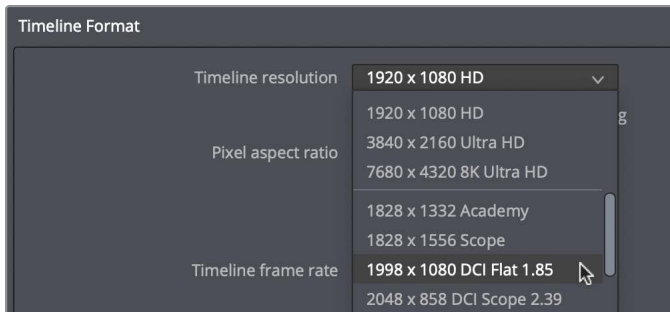 Timeline Format
Timeline resolution
1920 x 1080 HD
1920 x 1080 HD
3840 x 2160 Ultra HD
Pixel aspect ratio
7680 x 4320 8K Ultra HD
1828 x 1332 Academy
1828 x 1556 Scope
Timeline frame rate
1998 x 1080 DCI Flat 1.85
2048 x 858 DCI Scope 2.39